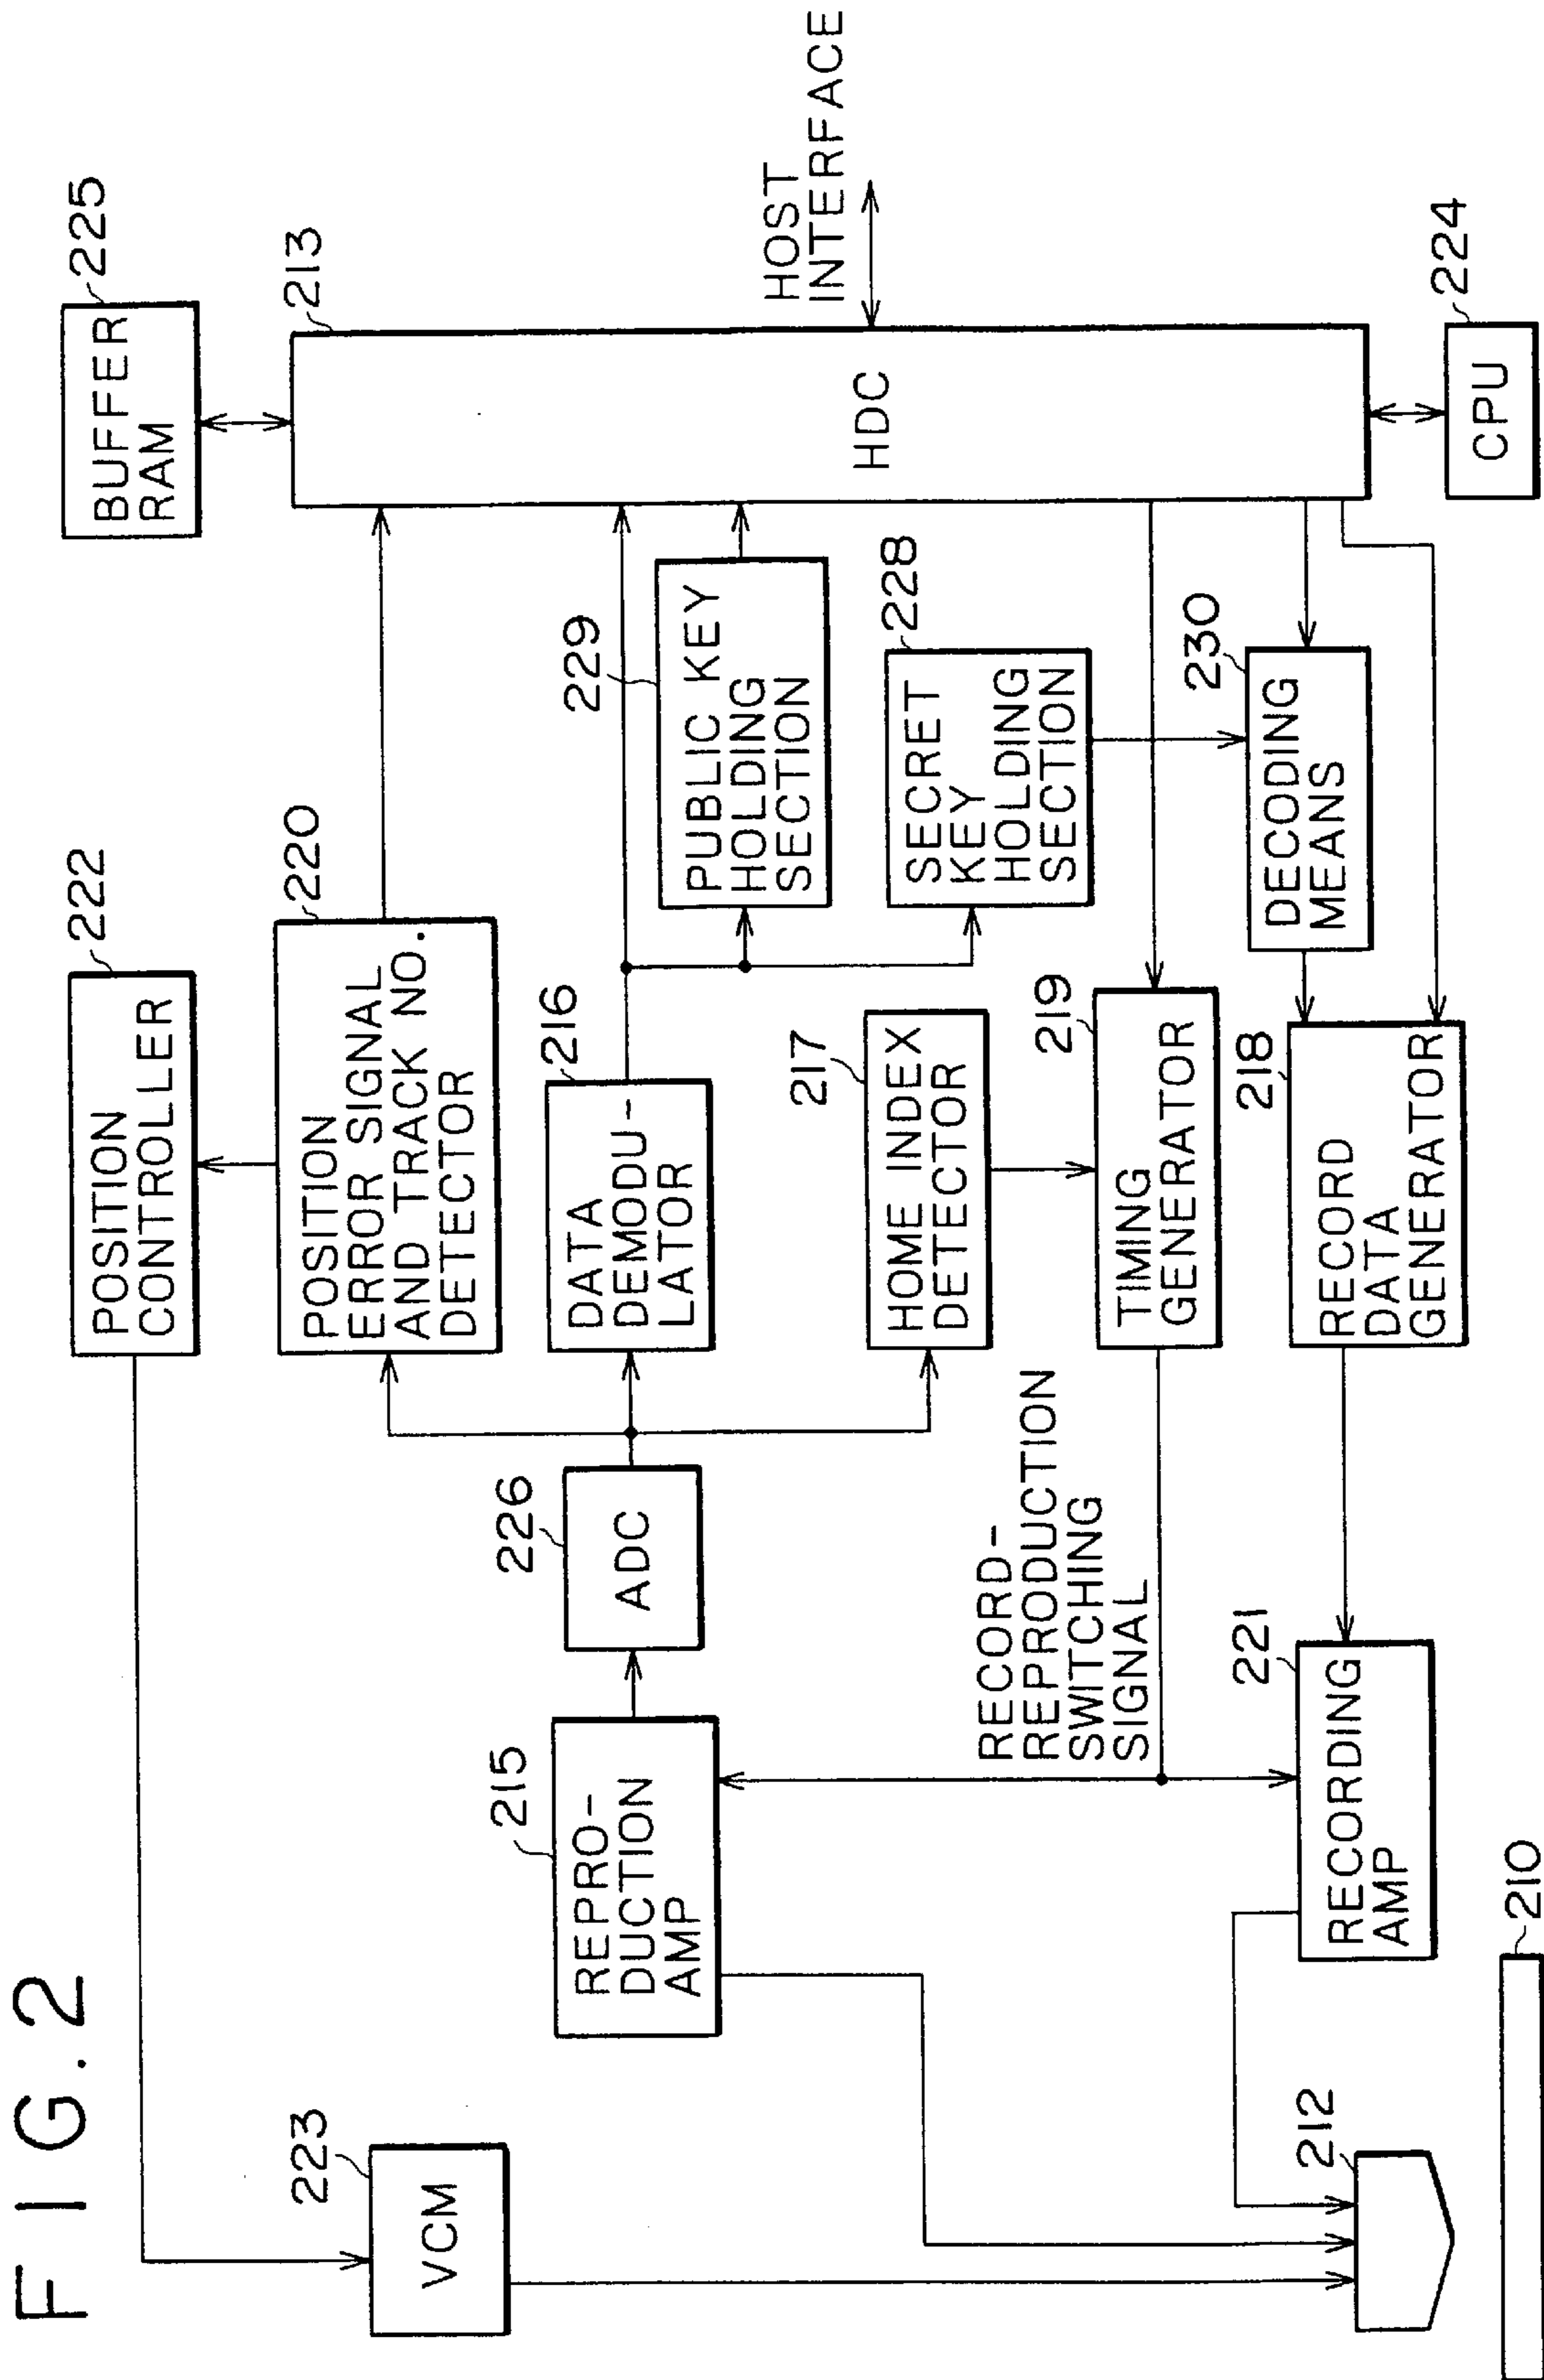 FIG.2
223
VCM
222
POSITION
CONTROLLER
220
POSITION
ERROR SIGNAL
AND TRACK NO.
DETECTOR
225
BUFFER
RAM
213
HDC
HOST
INTERFACE
215
REPRO-
DUCTION
AMP
226
ADC
216
DATA
DEMODU-
LATOR
229
PUBLIC KEY
HOLDING
SECTION
217
HOME INDEX
DETECTOR
228
SECRET
KEY
HOLDING
SECTION
RECORD-
REPRODUCTION
SWITCHING
SIGNAL
219
TIMING
GENERATOR
230
DECODING
MEANS
212
221
RECORDING
AMP
218
RECORD
DATA
GENERATOR
224
CPU
210